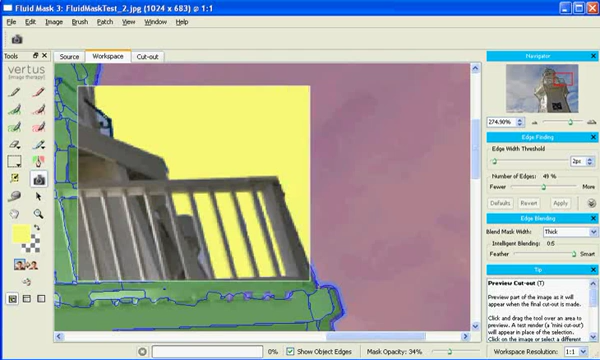 Fluid Mask 3: FluidMaskTest_2.jpg (1024 x 683) @ 1:1
File Edit Image Brush Patch View Window Help
Tools
Source Workspace Cut-out
Navigator
vertus
{image therapy}
274.90%
Edge Finding
Edge Width Threshold
2px
Number of Edges: 49 %
Fewer More
Defaults Revert Apply
Edge Blending
Blend Mask Width: Thick
Intelligent Blending: 0.5
Feather Smart
Tip
Preview Cut-out (T)
Preview part of the image as it will
appear when the final cut-out is made.
Click and drag the tool over an area to
preview. A test render (a 'mini cut-out')
will appear in place of the selection.
Click on the image or select a different
0% Show Object Edges Mask Opacity: 34% Workspace Resolution: 1:1